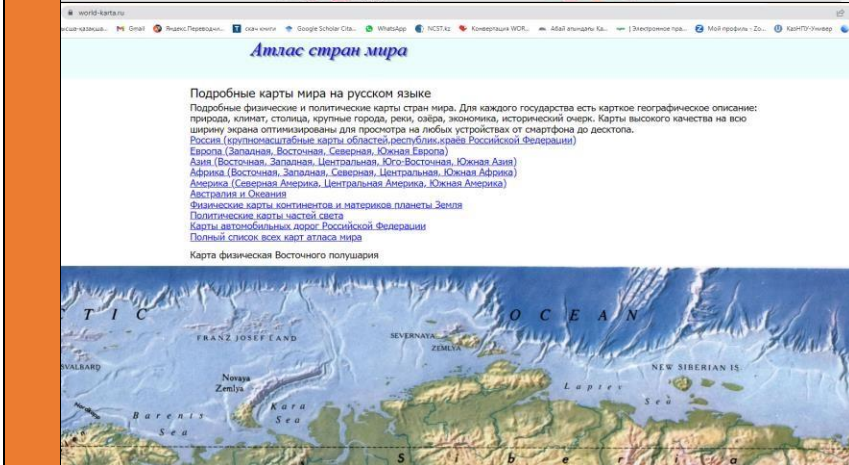 world-karta.ru
Gmail Яндекс.Переводчи... скач книги Google Scholar Cita... WhatsApp NCST.kz Конвертация WOR... Абай атындағы Ка... | Электронное пра... Мой профиль - Zo... КазНПУ-Универ
Атлас стран мира
Подробные карты мира на русском языке
Подробные физические и политические карты стран мира. Для каждого государства есть карткое географическое описание:
природа, климат, столица, крупные города, реки, озёра, экономика, исторический очерк. Карты высокого качества на всю
ширину экрана оптимизированы для просмотра на любых устройствах от смартфона до десктопа.
Россия (крупномасштабные карты областей,республик,краёв Российской Федерации)
Европа (Западная, Восточная, Северная, Южная Европа)
Азия (Восточная, Западная, Центральная, Юго-Восточная, Южная Азия)
Африка (Восточная, Западная, Северная, Центральная, Южная Африка)
Америка (Северная Америка, Центральная Америка, Южная Америка)
Австралия и Океания
Физические карты континентов и материков планеты Земля
Политические карты частей света
Карты автомобильных дорог Российской Федерации
Полный список всех карт атласа мира
Карта физическая Восточного полушария
TIC OCEAN
FRANZ JOSEF LAND
SEVERNAYA
ZEMLYA
SVALBARD
NEW SIBERIAN IS.
Novaya
Zemlya
Laptev
Sea
Kara
Sea
Barents
Sea
Nordkapp
Siberia